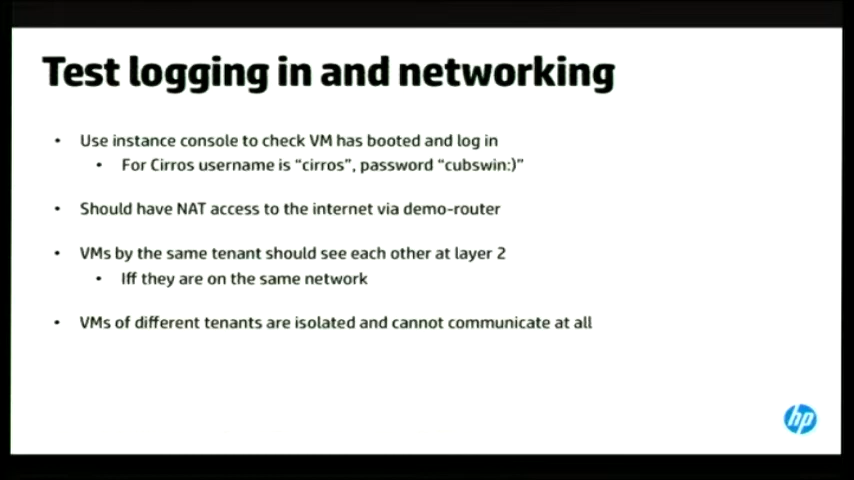 Test logging in and networking
• Use instance console to check VM has booted and log in
• For Cirros username is “cirros”, password “cubswin:)”
• Should have NAT access to the internet via demo-router
• VMs by the same tenant should see each other at layer 2
• Iff they are on the same network
• VMs of different tenants are isolated and cannot communicate at all
hp